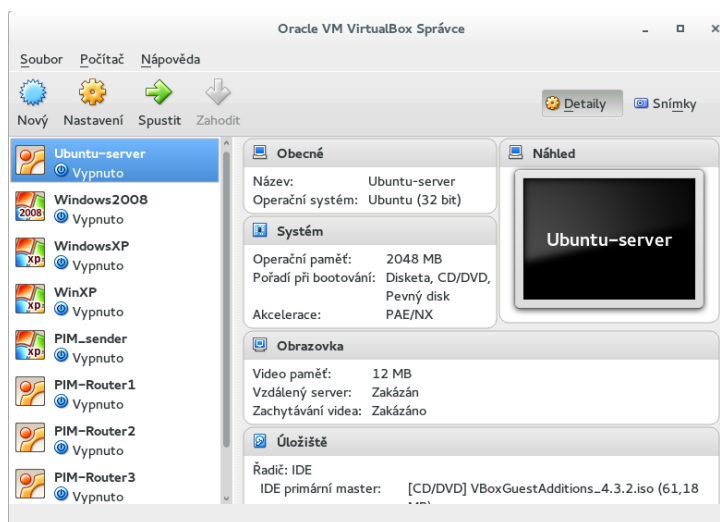 Oracle VM VirtualBox Správce
Soubor Počítač Nápověda
Nový Nastavení Spustit Zahodit
Detaily Snímky
Ubuntu-server
Vypnuto
2008
Windows2008
Vypnuto
xp
WindowsXP
Vypnuto
xp
WinXP
Vypnuto
xp
PIM_sender
Vypnuto
PIM-Router1
Vypnuto
PIM-Router2
Vypnuto
PIM-Router3
Vypnuto
Obecné
Název: Ubuntu-server
Operační systém: Ubuntu (32 bit)
Systém
Operační paměť: 2048 MB
Pořadí při bootování: Disketa, CD/DVD,
Pevný disk
Akcelerace: PAE/NX
Náhled
Ubuntu-server
Obrazovka
Video paměť: 12 MB
Vzdálený server: Zakázán
Zachytávání videa: Zakázáno
Úložiště
Řadič: IDE
IDE primární master: [CD/DVD] VBoxGuestAdditions_4.3.2.iso (61,18